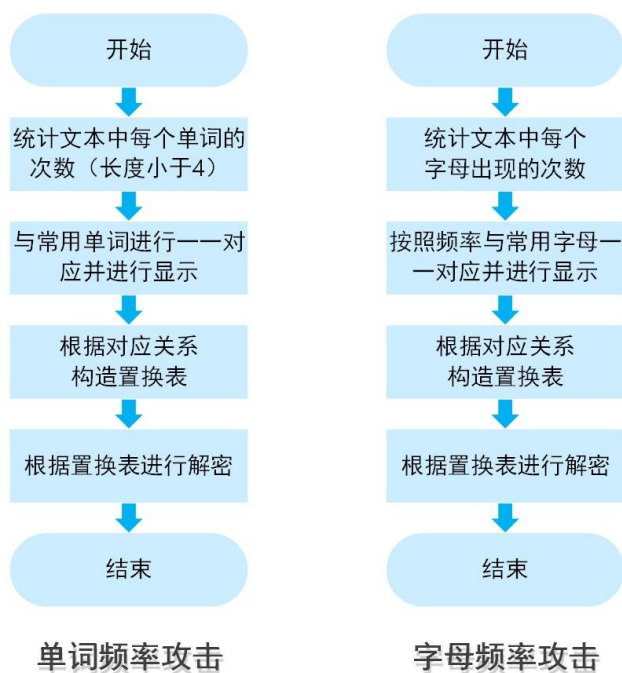 开始
统计文本中每个单词的
次数（长度小于4）
与常用单词进行一一对
应并进行显示
根据对应关系
构造置换表
根据置换表进行解密
结束
单词频率攻击
开始
统计文本中每个
字母出现的次数
按照频率与常用字母一
一对应并进行显示
根据对应关系
构造置换表
根据置换表进行解密
结束
字母频率攻击